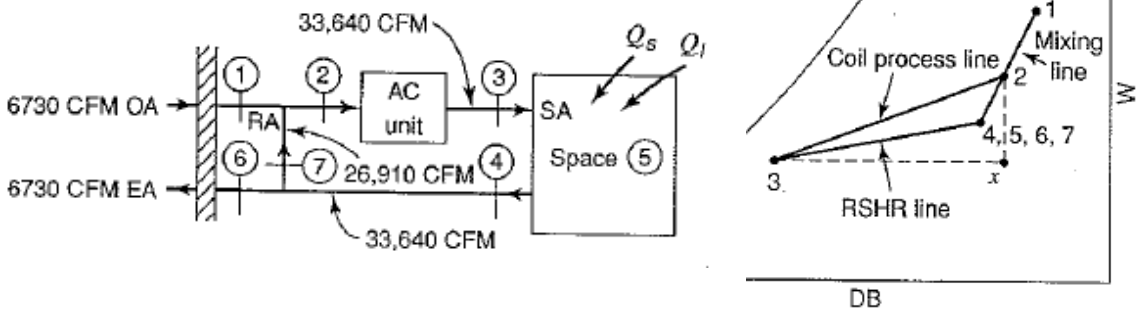 33,640 CFM
Qs
Ql
1
2
3
6730 CFM OA
AC
unit
SA
RA
Space 5
6
7
26,910 CFM
4
6730 CFM EA
33,640 CFM
1
Mixing
line
Coil process line
2
W
4, 5, 6, 7
3
x
RSHR line
DB